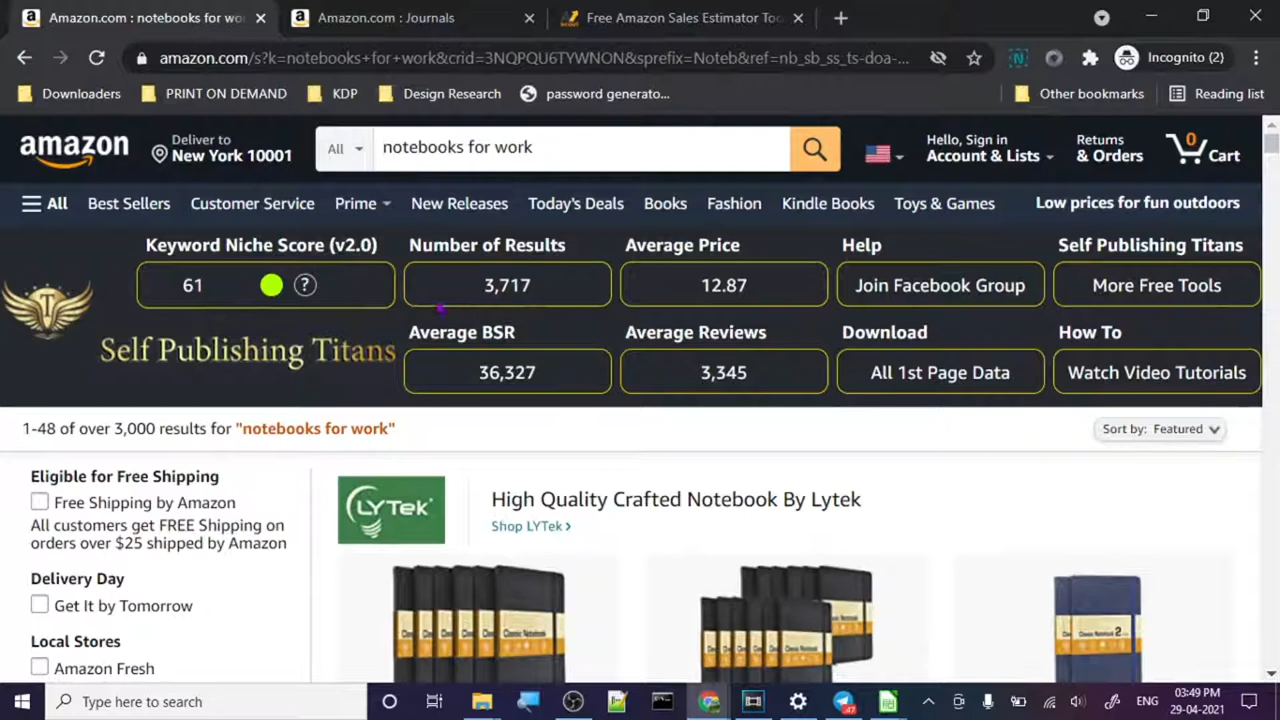 Amazon.com : notebooks for wo
Amazon.com : Journals
Free Amazon Sales Estimator Too
amazon.com/s?k=notebooks+for+work&crid=3NQPQU6TYWNON&sprefix=Noteb&ref=nb_sb_ss_ts-doa-...
Incognito (2)
Downloaders
PRINT ON DEMAND
KDP
Design Research
password generato...
Other bookmarks
Reading list
amazon
Deliver to
New York 10001
All
notebooks for work
Hello, Sign in
Account & Lists
Returns
& Orders
0
Cart
All
Best Sellers
Customer Service
Prime
New Releases
Today's Deals
Books
Fashion
Kindle Books
Toys & Games
Low prices for fun outdoors
Keyword Niche Score (v2.0)
Number of Results
Average Price
Help
Self Publishing Titans
61
?
3,717
12.87
Join Facebook Group
More Free Tools
T
Self Publishing Titans
Average BSR
Average Reviews
Download
How To
36,327
3,345
All 1st Page Data
Watch Video Tutorials
1-48 of over 3,000 results for "notebooks for work"
Sort by: Featured
Eligible for Free Shipping
Free Shipping by Amazon
All customers get FREE Shipping on
orders over $25 shipped by Amazon
Delivery Day
Get It by Tomorrow
Local Stores
Amazon Fresh
LYTEK
High Quality Crafted Notebook By Lytek
Shop LYTek
Classic Notebook
Type here to search
ENG
03:49 PM
29-04-2021